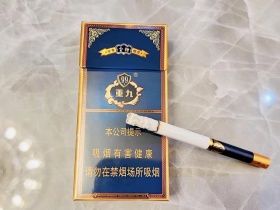 重九
本公司提示
吸烟有害健康
请勿在禁烟场所吸烟